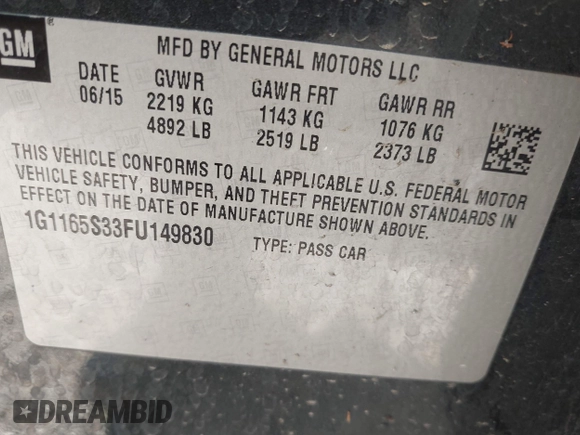 GM
MFD BY GENERAL MOTORS LLC
DATE GVWR GAWR FRT GAWR RR
06/15 2219 KG 1143 KG 1076 KG
4892 LB 2519 LB 2373 LB
THIS VEHICLE CONFORMS TO ALL APPLICABLE U.S. FEDERAL MOTOR
VEHICLE SAFETY, BUMPER, AND THEFT PREVENTION STANDARDS IN
EFFECT ON THE DATE OF MANUFACTURE SHOWN ABOVE.
1G1165S33FU149830 TYPE: PASS CAR
DREAMBID